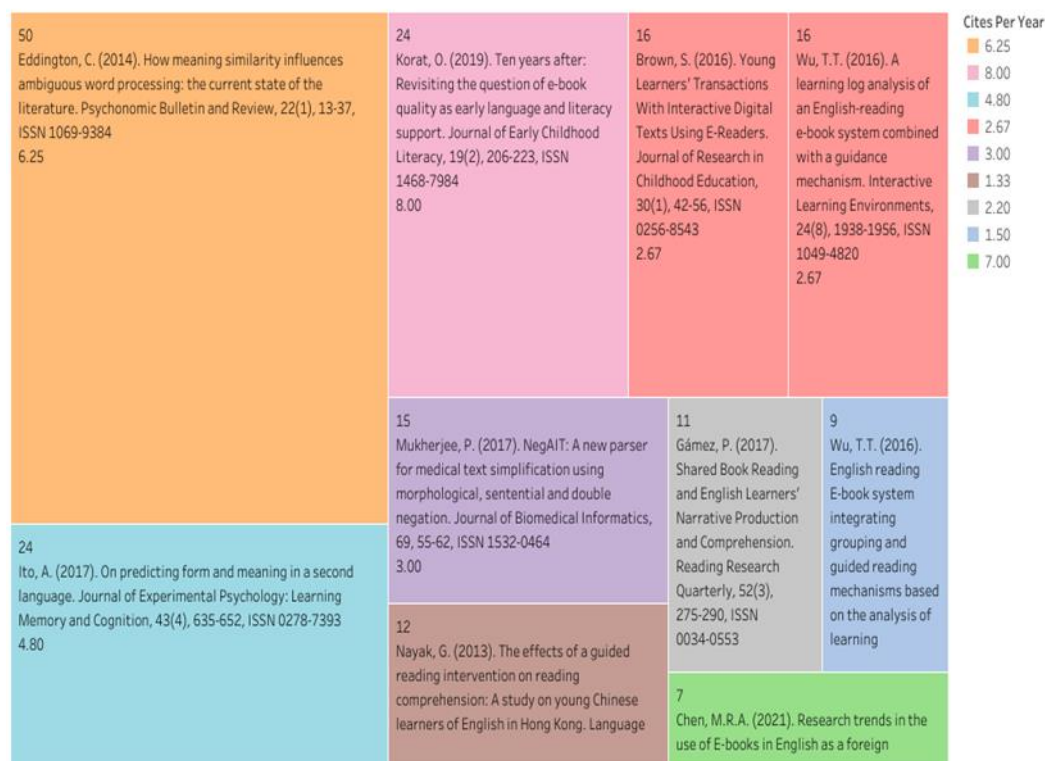 50
Eddington, C. (2014). How meaning similarity influences
ambiguous word processing: the current state of the
literature. Psychonomic Bulletin and Review, 22(1), 13-37,
ISSN 1069-9384
6.25
24
Ito, A. (2017). On predicting form and meaning in a second
language. Journal of Experimental Psychology: Learning
Memory and Cognition, 43(4), 635-652, ISSN 0278-7393
4.80
24
Korat, O. (2019). Ten years after:
Revisiting the question of e-book
quality as early language and literacy
support. Journal of Early Childhood
Literacy, 19(2), 206-223, ISSN
1468-7984
8.00
16
Brown, S. (2016). Young
Learners' Transactions
With Interactive Digital
Texts Using E-Readers.
Journal of Research in
Childhood Education,
30(1), 42-56, ISSN
0256-8543
2.67
16
Wu, T.T. (2016). A
learning log analysis of
an English-reading
e-book system combined
with a guidance
mechanism. Interactive
Learning Environments,
24(8), 1938-1956, ISSN
1049-4820
2.67
15
Mukherjee, P. (2017). NegAIT: A new parser
for medical text simplification using
morphological, sentential and double
negation. Journal of Biomedical Informatics,
69, 55-62, ISSN 1532-0464
3.00
12
Nayak, G. (2013). The effects of a guided
reading intervention on reading
comprehension: A study on young Chinese
learners of English in Hong Kong. Language
11
Gámez, P. (2017).
Shared Book Reading
and English Learners'
Narrative Production
and Comprehension.
Reading Research
Quarterly, 52(3),
275-290, ISSN
0034-0553
9
Wu, T.T. (2016).
English reading
E-book system
integrating
grouping and
guided reading
mechanisms based
on the analysis of
learning
7
Chen, M.R.A. (2021). Research trends in the
use of E-books in English as a foreign
Cites Per Year
6.25
8.00
4.80
2.67
3.00
1.33
2.20
1.50
7.00